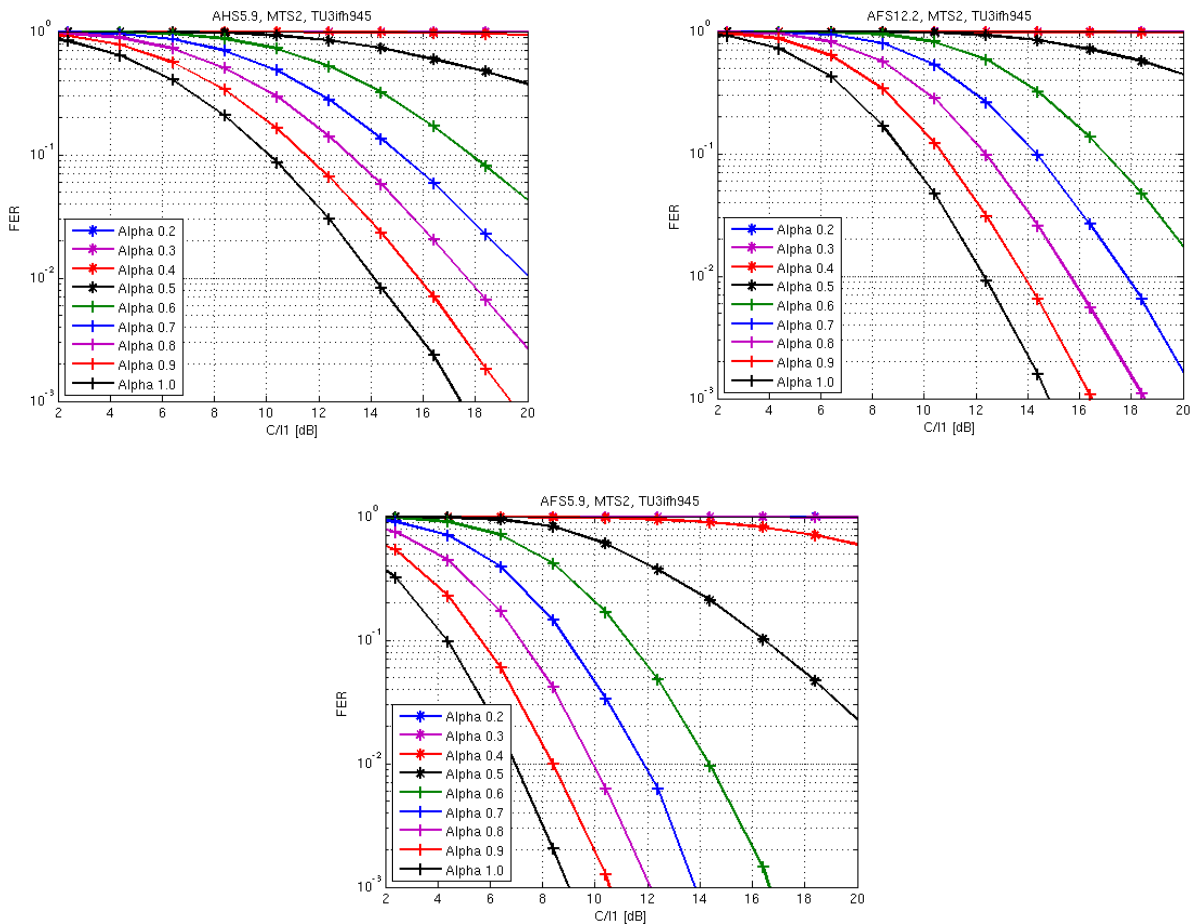 AHS5.9, MTS2, TU3ifh945
10^0
10^-1
10^-2
10^-3
FER
Alpha 0.2
Alpha 0.3
Alpha 0.4
Alpha 0.5
Alpha 0.6
Alpha 0.7
Alpha 0.8
Alpha 0.9
Alpha 1.0
2 4 6 8 10 12 14 16 18 20
C/I1 [dB]
AFS12.2, MTS2, TU3ifh945
10^0
10^-1
10^-2
10^-3
FER
Alpha 0.2
Alpha 0.3
Alpha 0.4
Alpha 0.5
Alpha 0.6
Alpha 0.7
Alpha 0.8
Alpha 0.9
Alpha 1.0
2 4 6 8 10 12 14 16 18 20
C/I1 [dB]
AFS5.9, MTS2, TU3ifh945
10^0
10^-1
10^-2
10^-3
FER
Alpha 0.2
Alpha 0.3
Alpha 0.4
Alpha 0.5
Alpha 0.6
Alpha 0.7
Alpha 0.8
Alpha 0.9
Alpha 1.0
2 4 6 8 10 12 14 16 18 20
C/I1 [dB]